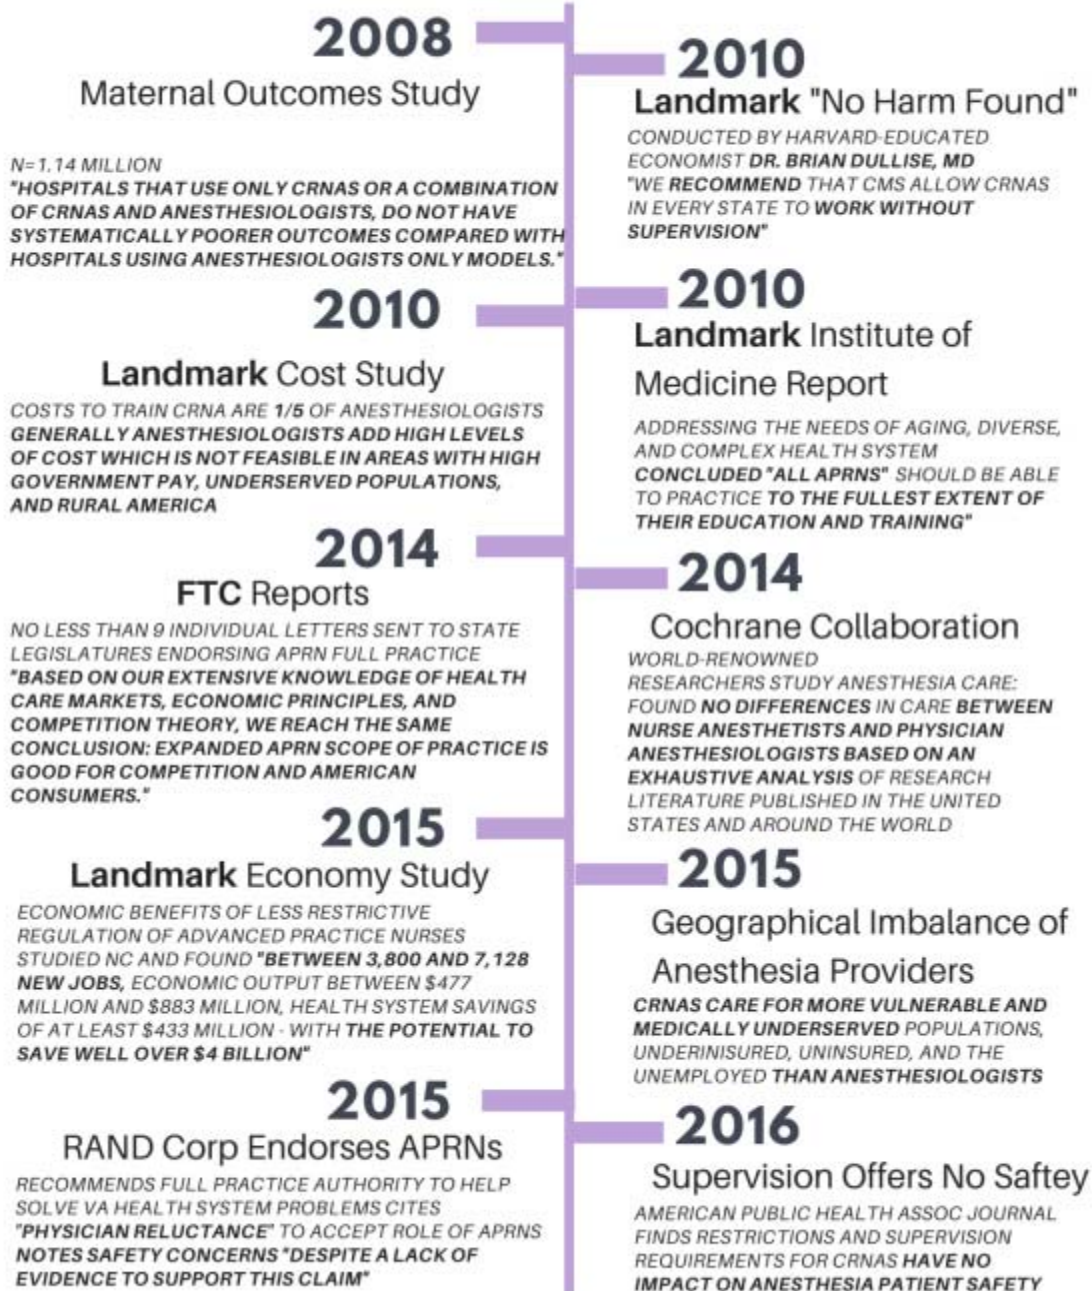 2008
Maternal Outcomes Study
N=1.14 MILLION
"HOSPITALS THAT USE ONLY CRNAS OR A COMBINATION
OF CRNAS AND ANESTHESIOLOGISTS, DO NOT HAVE
SYSTEMATICALLY POORER OUTCOMES COMPARED WITH
HOSPITALS USING ANESTHESIOLOGISTS ONLY MODELS."
2010
Landmark "No Harm Found"
CONDUCTED BY HARVARD-EDUCATED
ECONOMIST DR. BRIAN DULLISE, MD
"WE RECOMMEND THAT CMS ALLOW CRNAS
IN EVERY STATE TO WORK WITHOUT
SUPERVISION"
2010
Landmark Cost Study
COSTS TO TRAIN CRNA ARE 1/5 OF ANESTHESIOLOGISTS
GENERALLY ANESTHESIOLOGISTS ADD HIGH LEVELS
OF COST WHICH IS NOT FEASIBLE IN AREAS WITH HIGH
GOVERNMENT PAY, UNDERSERVED POPULATIONS,
AND RURAL AMERICA
2010
Landmark Institute of
Medicine Report
ADDRESSING THE NEEDS OF AGING, DIVERSE,
AND COMPLEX HEALTH SYSTEM
CONCLUDED "ALL APRNS" SHOULD BE ABLE
TO PRACTICE TO THE FULLEST EXTENT OF
THEIR EDUCATION AND TRAINING"
2014
FTC Reports
NO LESS THAN 9 INDIVIDUAL LETTERS SENT TO STATE
LEGISLATURES ENDORSING APRN FULL PRACTICE
"BASED ON OUR EXTENSIVE KNOWLEDGE OF HEALTH
CARE MARKETS, ECONOMIC PRINCIPLES, AND
COMPETITION THEORY, WE REACH THE SAME
CONCLUSION: EXPANDED APRN SCOPE OF PRACTICE IS
GOOD FOR COMPETITION AND AMERICAN
CONSUMERS."
2014
Cochrane Collaboration
WORLD-RENOWNED
RESEARCHERS STUDY ANESTHESIA CARE:
FOUND NO DIFFERENCES IN CARE BETWEEN
NURSE ANESTHETISTS AND PHYSICIAN
ANESTHESIOLOGISTS BASED ON AN
EXHAUSTIVE ANALYSIS OF RESEARCH
LITERATURE PUBLISHED IN THE UNITED
STATES AND AROUND THE WORLD
2015
Landmark Economy Study
ECONOMIC BENEFITS OF LESS RESTRICTIVE
REGULATION OF ADVANCED PRACTICE NURSES
STUDIED NC AND FOUND "BETWEEN 3,800 AND 7,128
NEW JOBS, ECONOMIC OUTPUT BETWEEN $477
MILLION AND $883 MILLION, HEALTH SYSTEM SAVINGS
OF AT LEAST $433 MILLION - WITH THE POTENTIAL TO
SAVE WELL OVER $4 BILLION"
2015
Geographical Imbalance of
Anesthesia Providers
CRNAS CARE FOR MORE VULNERABLE AND
MEDICALLY UNDERSERVED POPULATIONS,
UNDERINISURED, UNINSURED, AND THE
UNEMPLOYED THAN ANESTHESIOLOGISTS
2015
RAND Corp Endorses APRNs
RECOMMENDS FULL PRACTICE AUTHORITY TO HELP
SOLVE VA HEALTH SYSTEM PROBLEMS CITES
"PHYSICIAN RELUCTANCE" TO ACCEPT ROLE OF APRNS
NOTES SAFETY CONCERNS "DESPITE A LACK OF
EVIDENCE TO SUPPORT THIS CLAIM"
2016
Supervision Offers No Saftey
AMERICAN PUBLIC HEALTH ASSOC JOURNAL
FINDS RESTRICTIONS AND SUPERVISION
REQUIREMENTS FOR CRNAS HAVE NO
IMPACT ON ANESTHESIA PATIENT SAFETY